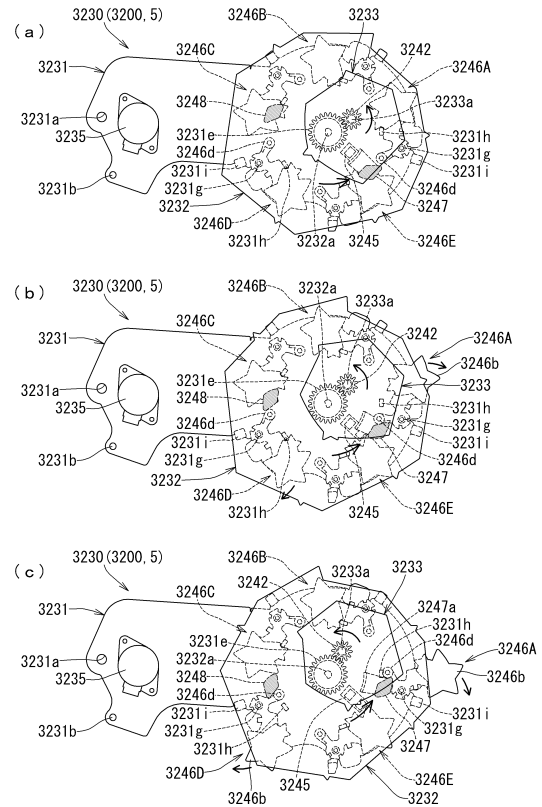 (a)
3230(3200,5)
3246B
3233
3231
3246C
3242
3246A
3248
3233a
3231a
3235
3231e
3231h
3246d
3231g
3231i
3231i
3246d
3231b
3231g
3247
3232
3246D
3231h
3232a
3245
3246E
(b)
3230(3200,5)
3246B
3232a
3233a
3231
3246C
3242
3246A
3246b
3231e
3233
3231a
3248
3231h
3235
3246d
3231g
3231i
3231i
3231b
3231g
3246d
3232
3247
3246D
3231h
3245
3246E
(c)
3230(3200,5)
3246B
3233a
3233
3246C
3242
3247a
3231
3231h
3231e
3246d
3231a
3232a
3246A
3248
3246b
3235
3246d
3231i
3231i
3231g
3231g
3231b
3231h
3247
3246D
3245
3246E
3246b
3232